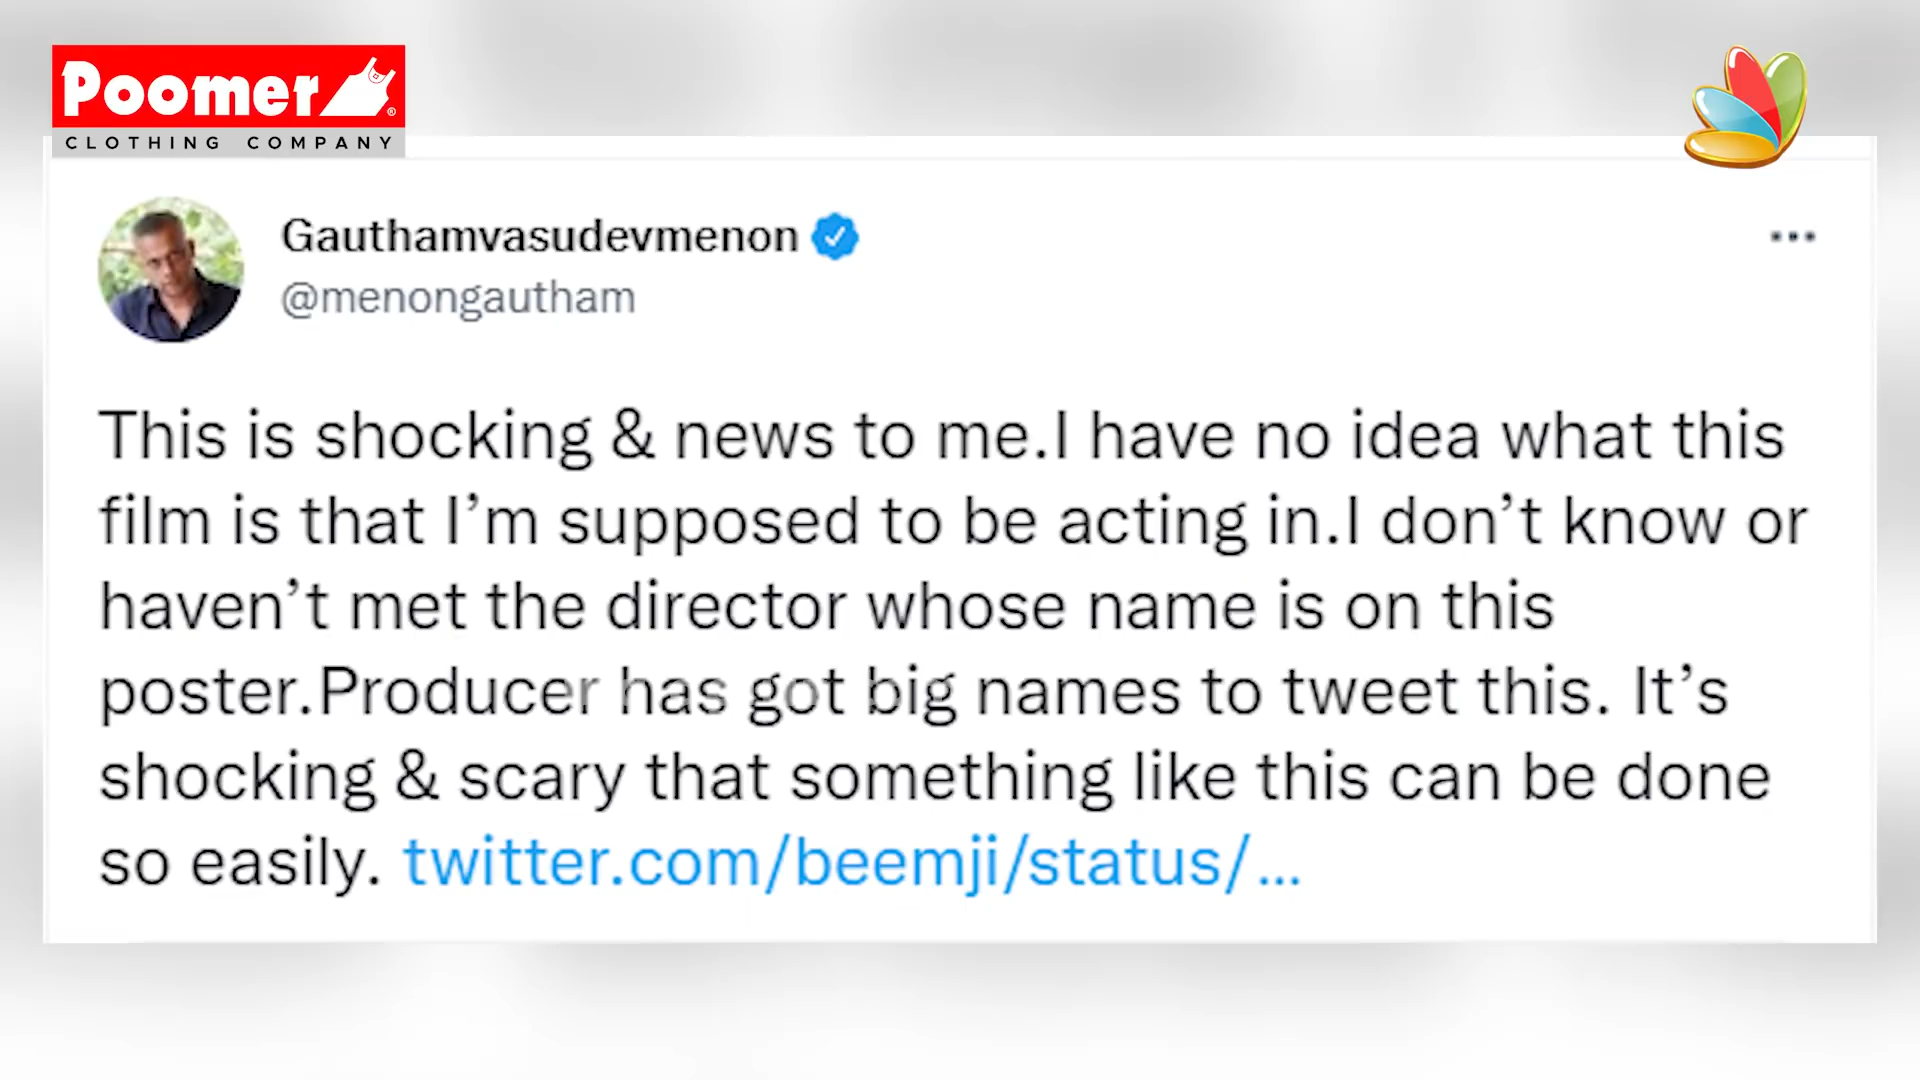 Poomer
CLOTHING COMPANY
Gauthamvasudevmenon
@menongautham
This is shocking & news to me.I have no idea what this
film is that I’m supposed to be acting in.I don’t know or
haven’t met the director whose name is on this
poster.Producer has got big names to tweet this. It’s
shocking & scary that something like this can be done
so easily. twitter.com/beemji/status/…